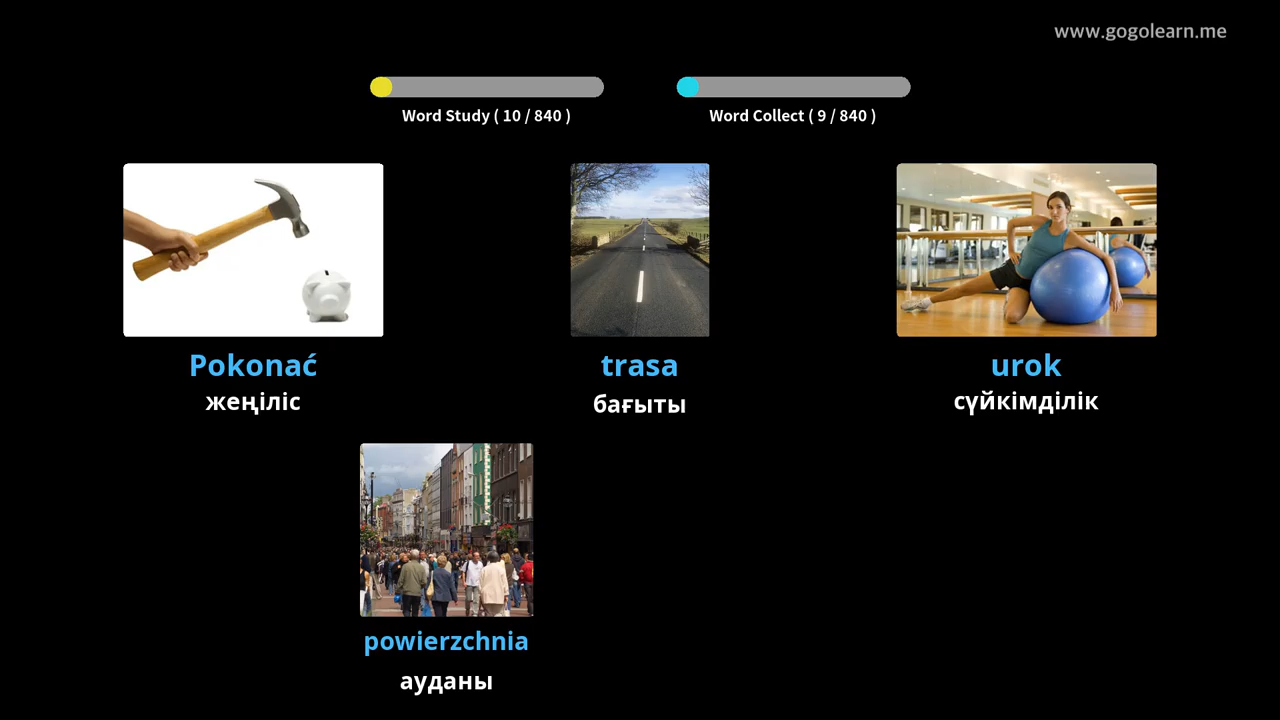 www.gogolearn.me
Word Study ( 10 / 840 )
Word Collect ( 9 / 840 )
Pokonać
жеңіліс
trasa
бағыты
urok
сүйкімділік
powierzchnia
ауданы